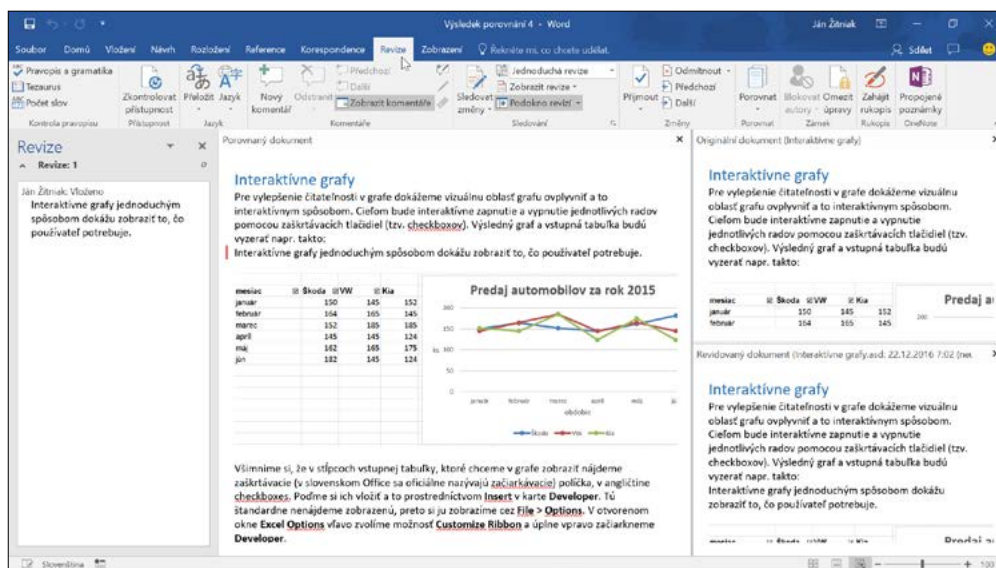 Výsledek porovnání 4 - Word
Ján Žitniak
Soubor Domů Vložení Návrh Rozložení Reference Korespondence Revize Zobrazení Řekněte mi, co chcete udělat. Sdílet
Pravopis a gramatika
Tezaurus
Počet slov
Kontrola pravopisu
Zkontrolovat přístupnost
Přístupnost
Přeložit Jazyk
Jazyk
Nový komentář
Odstranit
Předchozí
Další
Zobrazit komentáře
Komentáře
Sledovat změny
Jednoduchá revize
Zobrazit revize
Podokno revizí
Sledování
Přijmout
Odmítnout
Předchozí
Další
Změny
Porovnat
Porovnat
Blokovat autory
Omezit úpravy
Zámek
Zahájit rukopis
Rukopis
Propojené poznámky
OneNote
Revize
Revize: 1
Ján Žitniak: Vloženo
Interaktívne grafy jednoduchým
spôsobom dokážu zobraziť to, čo
používateľ potrebuje.
Porovnaný dokument
Interaktívne grafy
Pre vylepšenie čitateľnosti v grafe dokážeme vizuálnu oblasť grafu ovplyvniť a to
interaktívnym spôsobom. Cieľom bude interaktívne zapnutie a vypnutie jednotlivých radov
pomocou zaškrtávacích tlačidiel (tzv. checkboxov). Výsledný graf a vstupná tabuľka budú
vyzerať napr. takto:
Interaktívne grafy jednoduchým spôsobom dokážu zobraziť to, čo používateľ potrebuje.
mesiac Škoda VW Kia
január 150 145 152
február 164 165 145
marec 152 185 185
apríl 145 145 124
máj 162 165 175
jún 182 145 124
Predaj automobilov za rok 2015
200
150
ks 100
50
0
január február marec apríl máj
obdobie
Škoda VW Kia
Všimnime si, že v stĺpcoch vstupnej tabuľky, ktoré chceme v grafe zobraziť nájdeme
zaškrtávacie (v slovenskom Office sa oficiálne nazývajú začiarkávacie) políčka, v angličtine
checkboxes. Poďme si ich vložiť a to prostredníctvom Insert v karte Developer. Tú
štandardne nenájdeme zobrazenú, preto si ju zobrazíme cez File > Options. V otvorenom
okne Excel Options vľavo zvolíme možnosť Customize Ribbon a úplne vpravo začiarkneme
Developer.
Originální dokument (Interaktívne grafy)
Interaktívne grafy
Pre vylepšenie čitateľnosti v grafe dokážeme vizuálnu
oblasť grafu ovplyvniť a to interaktívnym spôsobom.
Cieľom bude interaktívne zapnutie a vypnutie
jednotlivých radov pomocou zaškrtávacích tlačidiel (tzv.
checkboxov). Výsledný graf a vstupná tabuľka budú
vyzerať napr. takto:
mesiac Škoda VW Kia
január 150 145 152
február 164 165 145
Predaj
200
Revidovaný dokument (Interaktívne grafy.asd: 22.12.2016 7:02
Interaktívne grafy
Pre vylepšenie čitateľnosti v grafe dokážeme vizuálnu
oblasť grafu ovplyvniť a to interaktívnym spôsobom.
Cieľom bude interaktívne zapnutie a vypnutie
jednotlivých radov pomocou zaškrtávacích tlačidiel (tzv.
checkboxov). Výsledný graf a vstupná tabuľka budú
vyzerať napr. takto:
Interaktívne grafy jednoduchým spôsobom dokážu
zobraziť to, čo používateľ potrebuje.
Slovenština